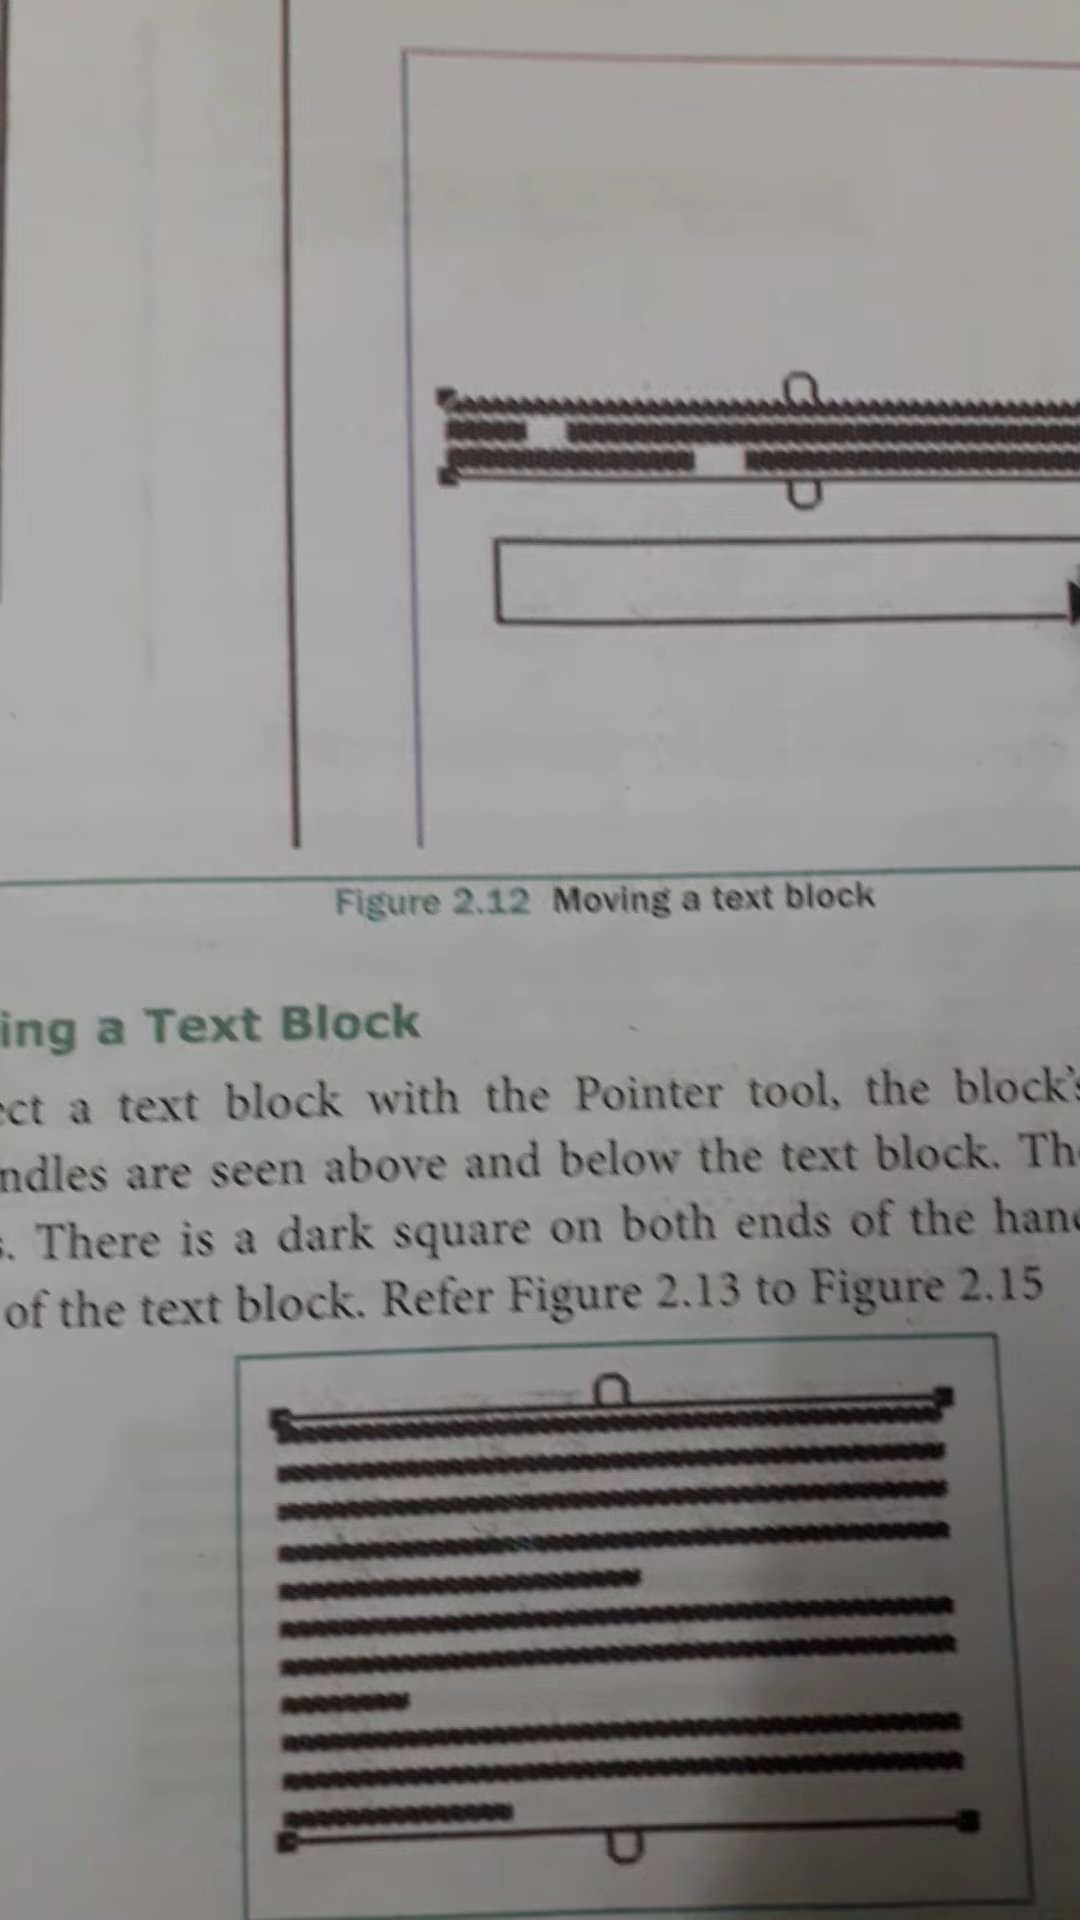 Figure 2.12 Moving a text block
ing a Text Block
ect a text block with the Pointer tool, the block's
ndles are seen above and below the text block. Th
s. There is a dark square on both ends of the hand
of the text block. Refer Figure 2.13 to Figure 2.15